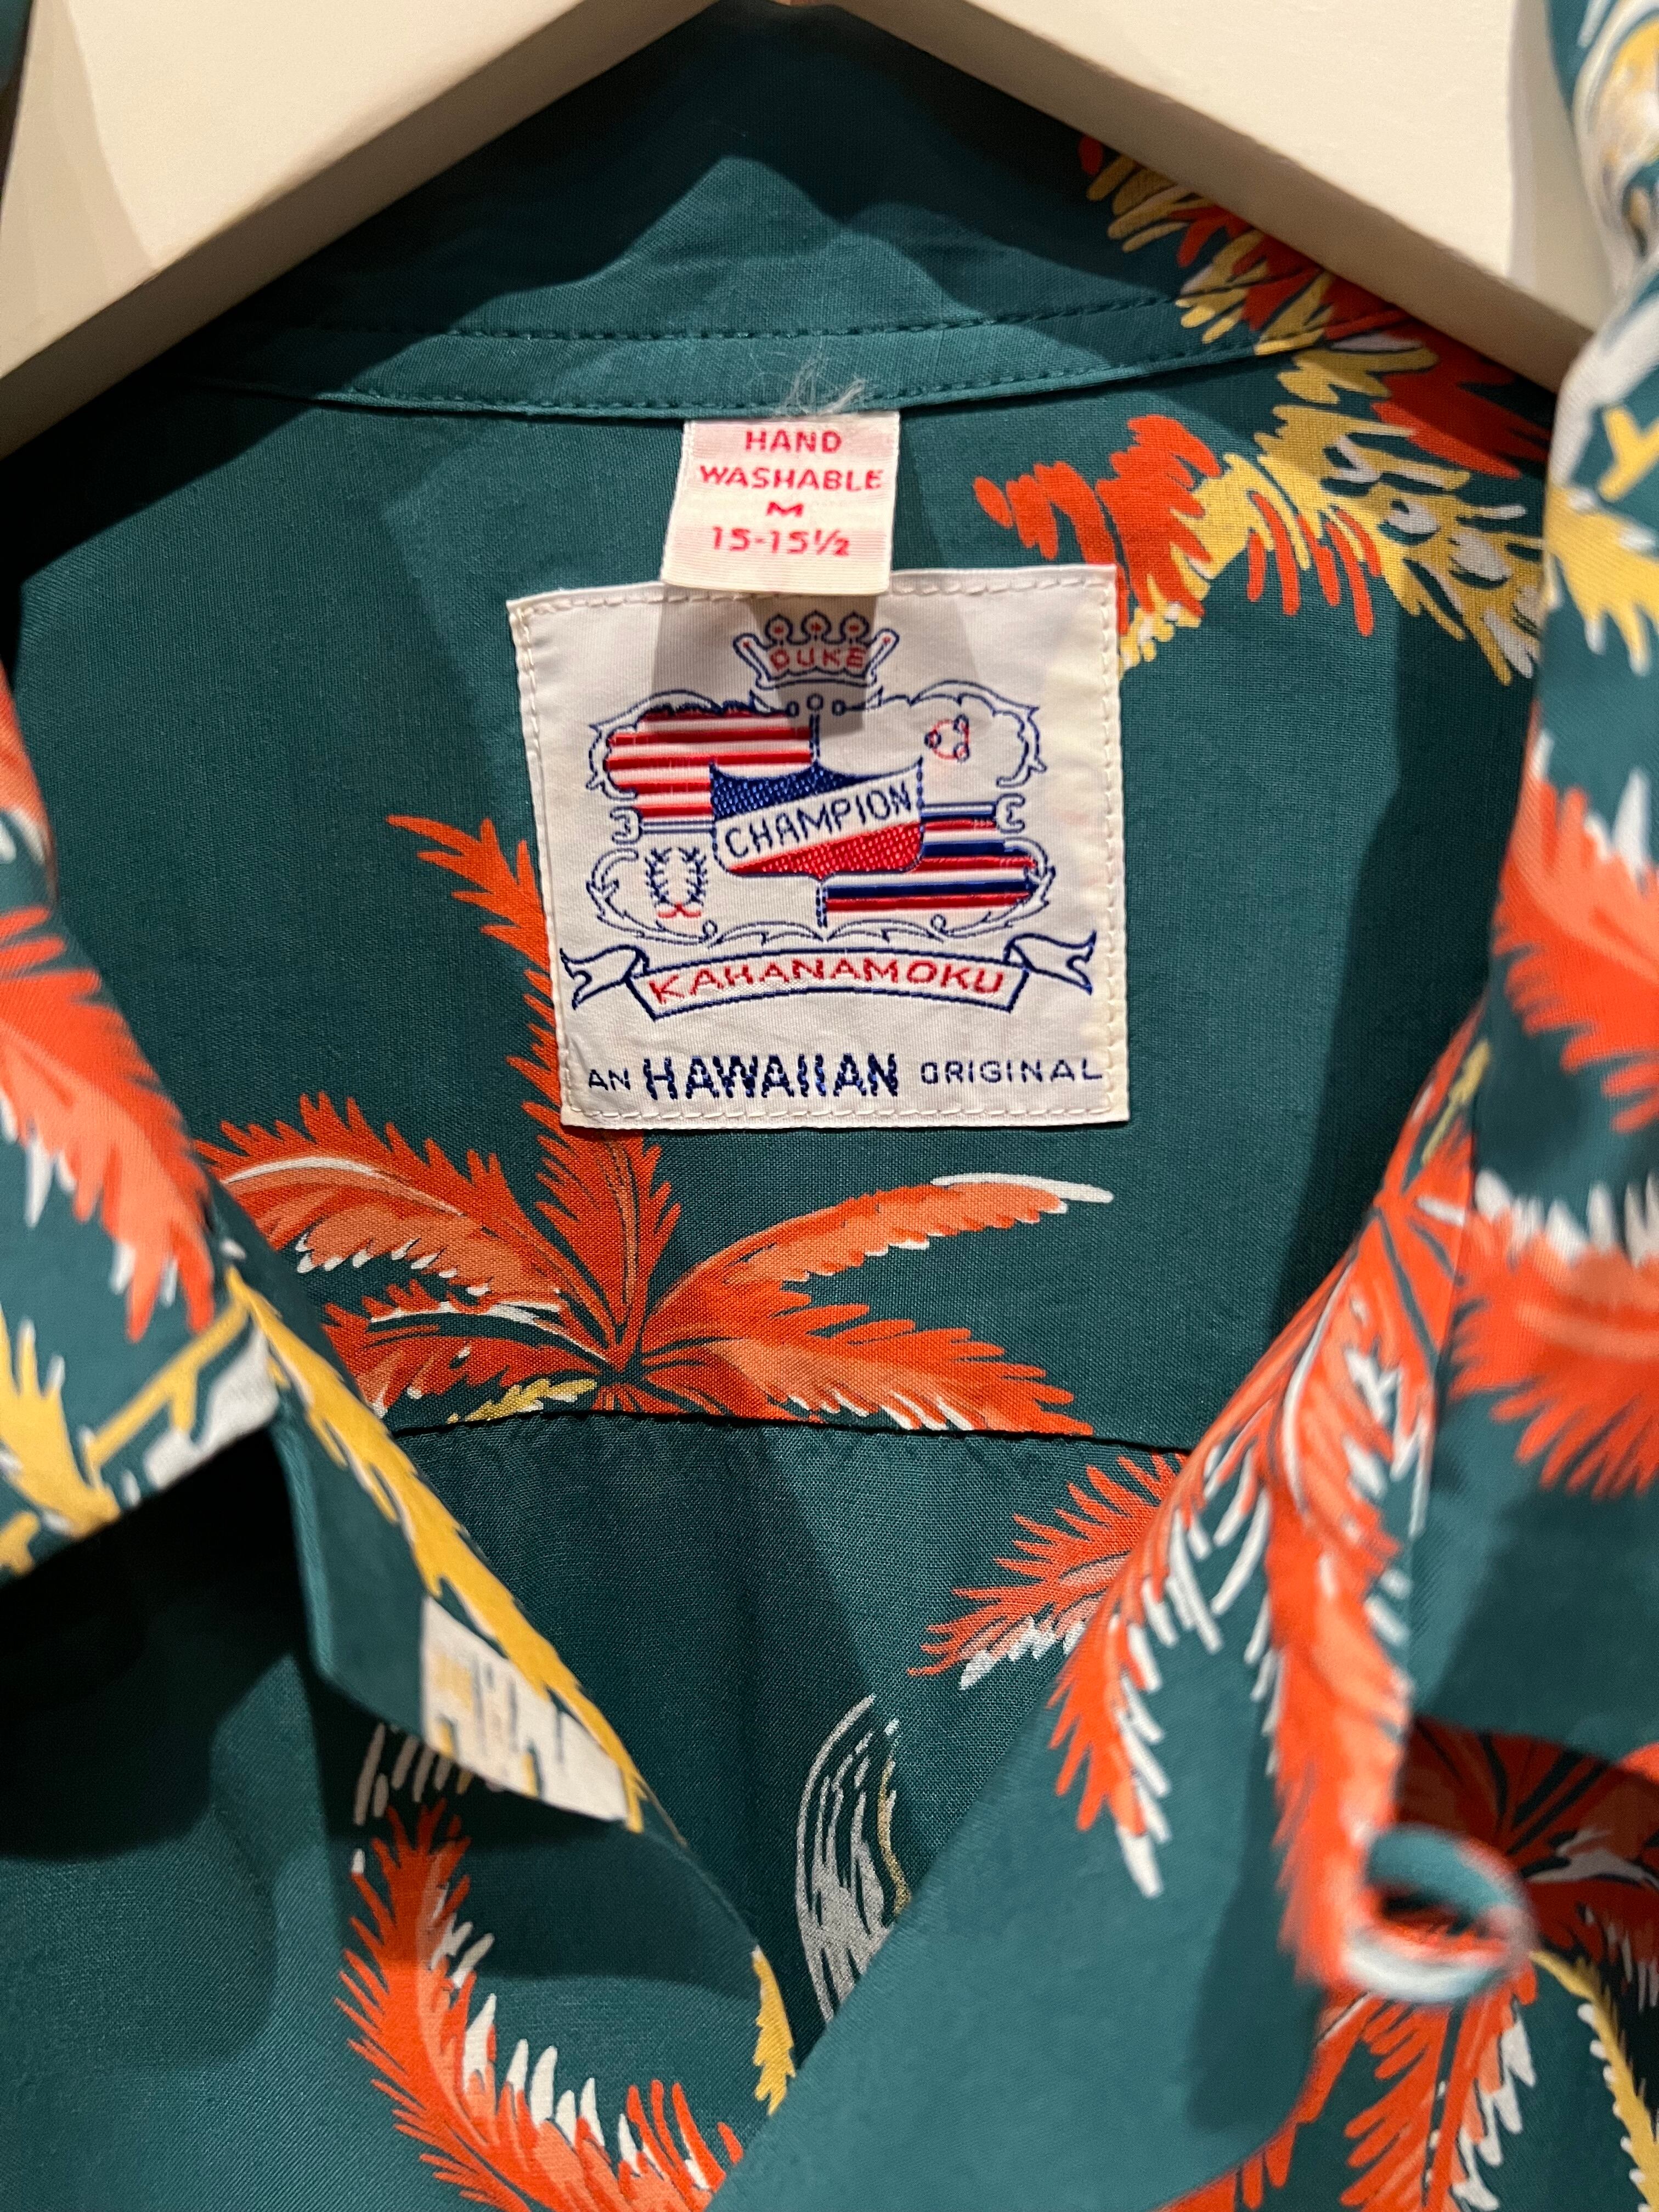 HAND
WASHABLE
M
15-15½
DUKE
CHAMPION
KAHANAMOKU
AN HAWAIIAN ORIGINAL